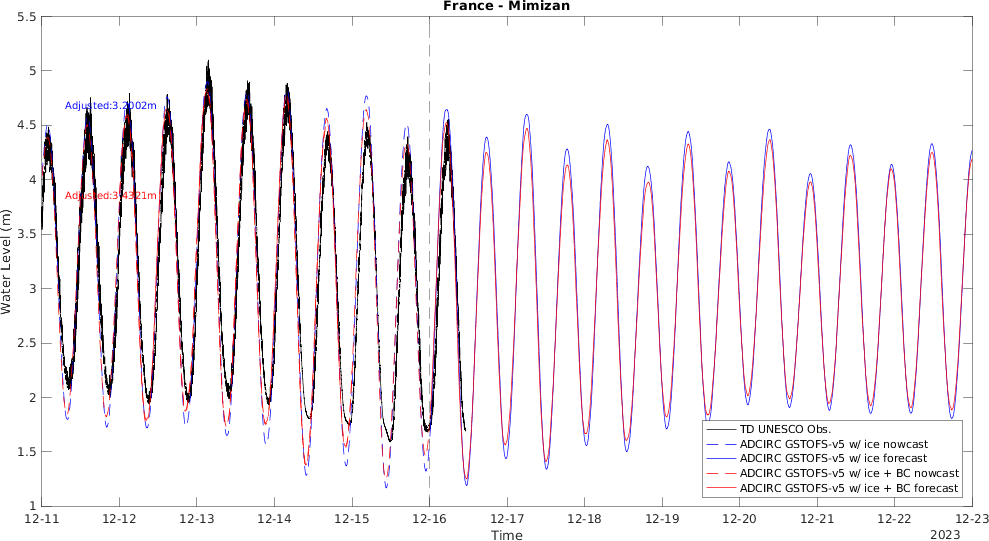 France - Mimizan
5.5
5
4.5
4
3.5
3
2.5
2
1.5
1
Water Level (m)
Adjusted:3.2002m
Adjusted:3.4321m
TD UNESCO Obs.
ADCIRC GSTOFS-v5 w/ ice nowcast
ADCIRC GSTOFS-v5 w/ ice forecast
ADCIRC GSTOFS-v5 w/ ice + BC nowcast
ADCIRC GSTOFS-v5 w/ ice + BC forecast
12-11 12-12 12-13 12-14 12-15 12-16 12-17 12-18 12-19 12-20 12-21 12-22 12-23
Time
2023